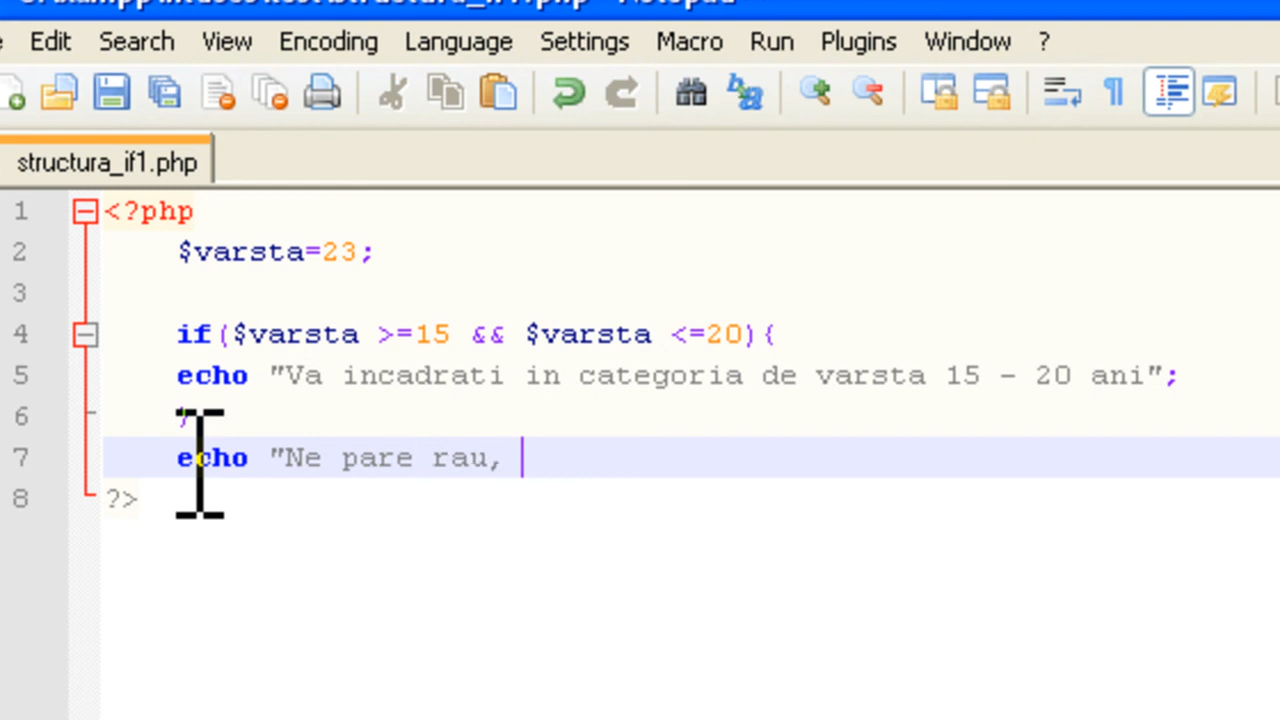 Edit Search View Encoding Language Settings Macro Run Plugins Window ?
structura_if1.php
1 <?php
2 $varsta=23;
3
4 if($varsta >=15 && $varsta <=20){
5 echo "Va incadrati in categoria de varsta 15 - 20 ani";
6 }
7 echo "Ne pare rau,
8 ?>